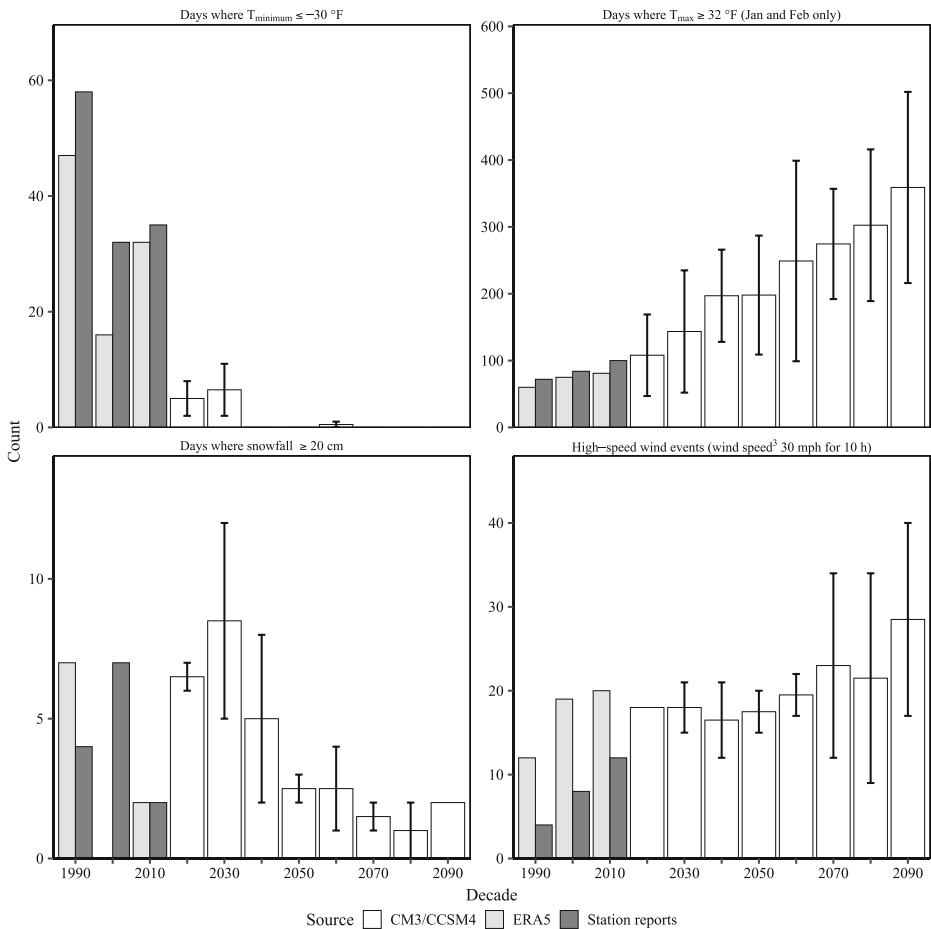 Days where Tminimum ≤ −30 °F
Days where Tmax ≥ 32 °F (Jan and Feb only)
60
40
20
0
600
500
400
300
200
100
0
Count
Days where snowfall ≥ 20 cm
High−speed wind events (wind speed³ 30 mph for 10 h)
10
5
0
40
30
20
10
0
1990 2010 2030 2050 2070 2090
1990 2010 2030 2050 2070 2090
Decade
Source CM3/CCSM4 ERA5 Station reports